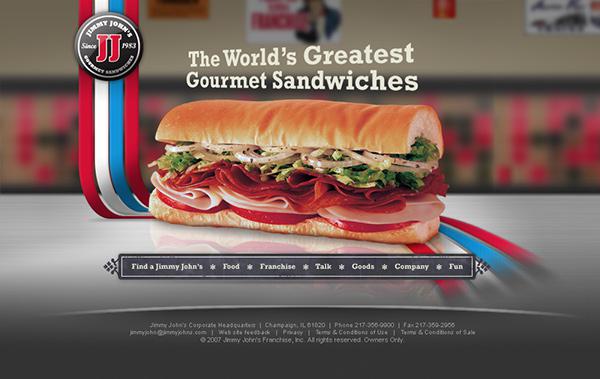 JIMMY JOHN'S
Since JJ 1983
GOURMET SANDWICHES
The World's Greatest
Gourmet Sandwiches
Find a Jimmy John's * Food * Franchise * Talk * Goods * Company * Fun
Jimmy John's Corporate Headquarters | Champaign, IL 61820 | Phone 217-356-9900 | Fax 217-359-2956
jimmyjohn@jimmyjohns.com | Web site feedback | Privacy | Terms & Conditions of Use | Terms & Conditions of Sale
© 2007 Jimmy John's Franchise, Inc. All rights reserved. Owners Only.